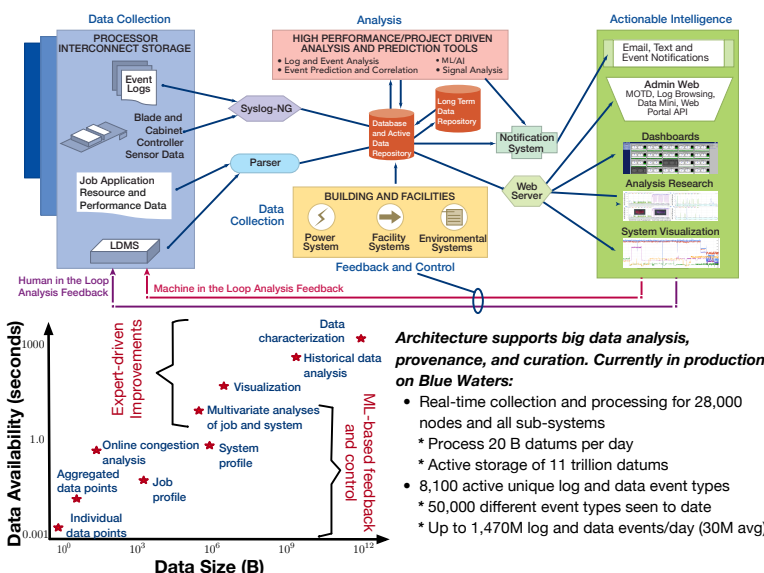 Data Collection
Analysis
Actionable Intelligence
PROCESSOR
INTERCONNECT STORAGE
Event
Logs
Blade and
Cabinet
Controller
Sensor Data
Job Application
Resource and
Performance Data
LDMS
Syslog-NG
Parser
HIGH PERFORMANCE/PROJECT DRIVEN
ANALYSIS AND PREDICTION TOOLS
• Log and Event Analysis
• ML/AI
• Event Prediction and Correlation
• Signal Analysis
Database
and Active
Data
Repository
Long Term
Data
Repository
Notification
System
Web
Server
Data
Collection
BUILDING AND FACILITIES
Power
System
Facility
Systems
Environmental
Systems
Email, Text and
Event Notifications
Admin Web
MOTD, Log Browsing,
Data Mini, Web
Portal API
Dashboards
Analysis Research
System Visualization
Feedback and Control
Human in the Loop
Analysis Feedback
Machine in the Loop Analysis Feedback
Data Availability (seconds)
1000
1.0
0.001
10^0
10^3
10^6
10^9
10^12
Data Size (B)
Expert-driven
Improvements
ML-based feedback
and control
Data
characterization
Historical data
analysis
Visualization
Multivariate analyses
of job and system
System
profile
Online congestion
analysis
Aggregated
data points
Job
profile
Individual
data points
Architecture supports big data analysis,
provenance, and curation. Currently in production
on Blue Waters:
• Real-time collection and processing for 28,000
nodes and all sub-systems
* Process 20 B datums per day
* Active storage of 11 trillion datums
• 8,100 active unique log and data event types
* 50,000 different event types seen to date
* Up to 1,470M log and data events/day (30M avg)